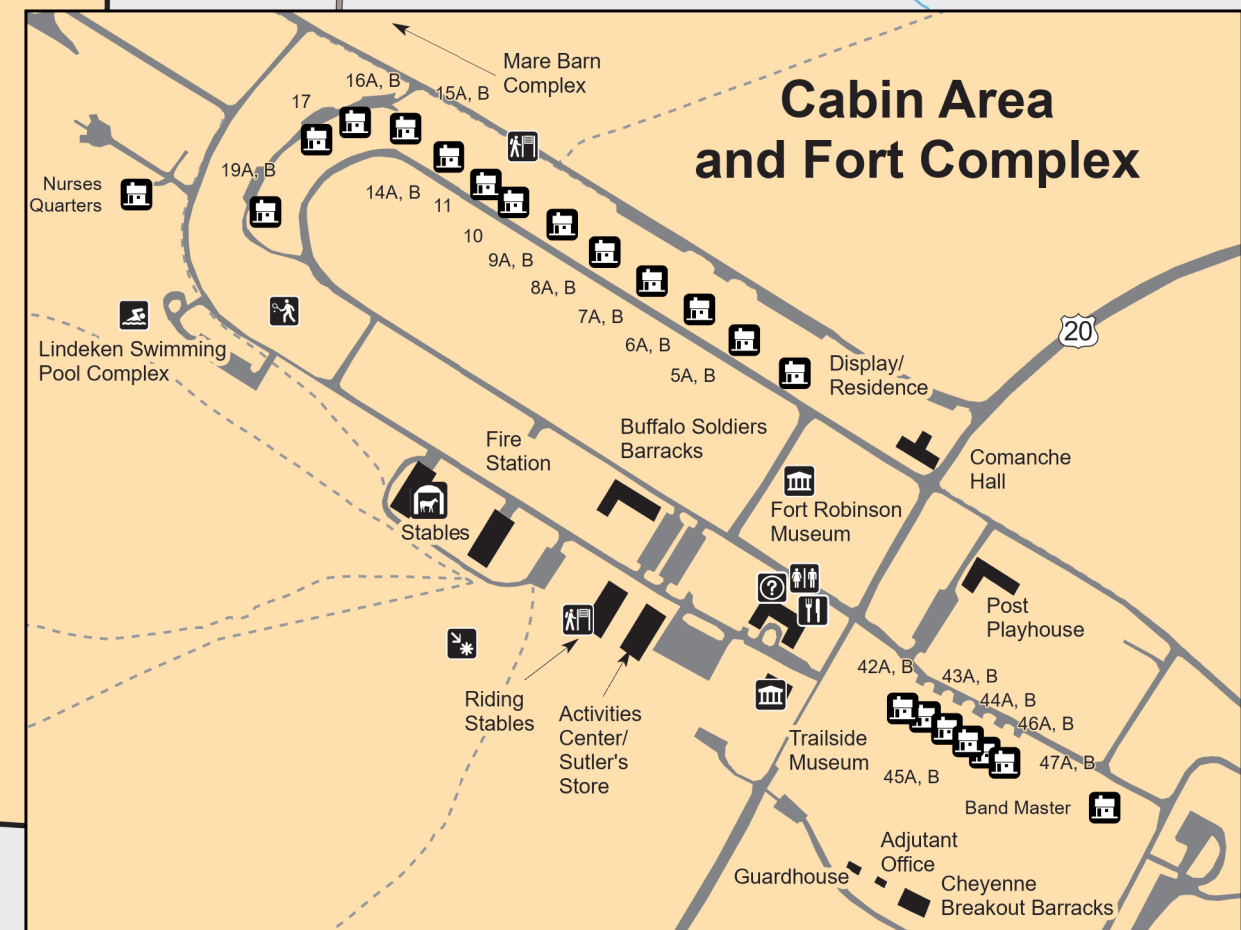 Mare Barn
Complex
Cabin Area
and Fort Complex
16A, B
15A, B
17
19A, B
Nurses
Quarters
14A, B
11
10
9A, B
8A, B
7A, B
6A, B
5A, B
20
Lindeken Swimming
Pool Complex
Display/
Residence
Buffalo Soldiers
Barracks
Fire
Station
Comanche
Hall
Fort Robinson
Museum
Stables
?
Post
Playhouse
42A, B
43A, B
44A, B
46A, B
47A, B
45A, B
Riding
Stables
Activities
Center/
Sutler's
Store
Trailside
Museum
Band Master
Adjutant
Office
Guardhouse
Cheyenne
Breakout Barracks